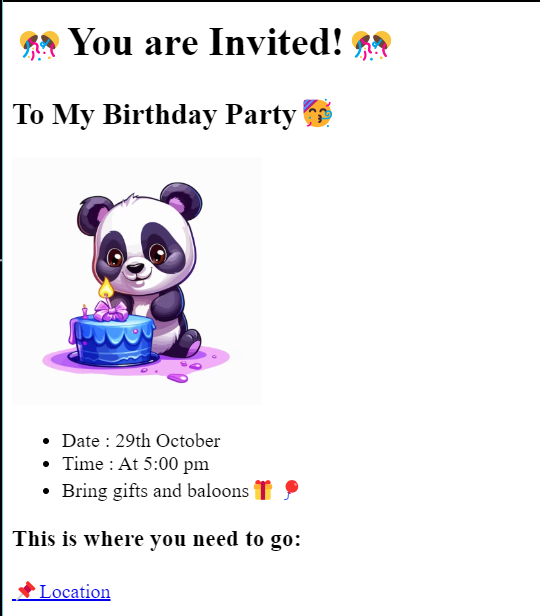 🎊 You are Invited! 🎊
To My Birthday Party 🥳
• Date : 29th October
• Time : At 5:00 pm
• Bring gifts and baloons 🎁 🎈
This is where you need to go:
📌 Location